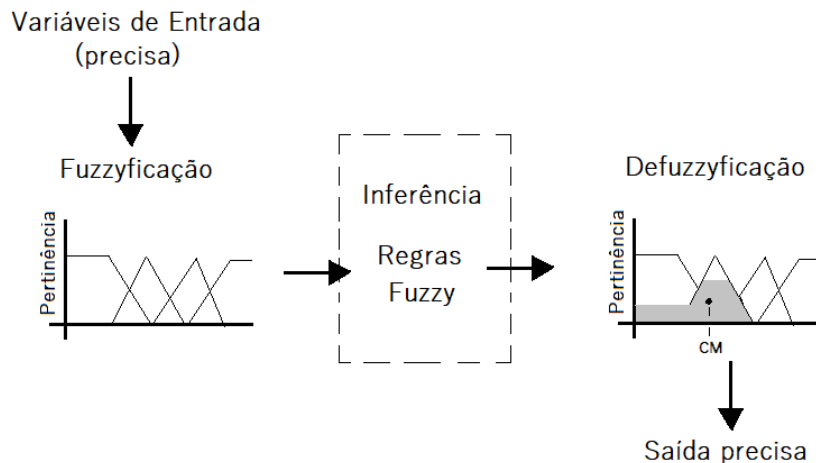 Variáveis de Entrada
(precisa)
Fuzzyficação
Pertinência
Inferência
Regras
Fuzzy
Defuzzyficação
Pertinência
CM
Saída precisa